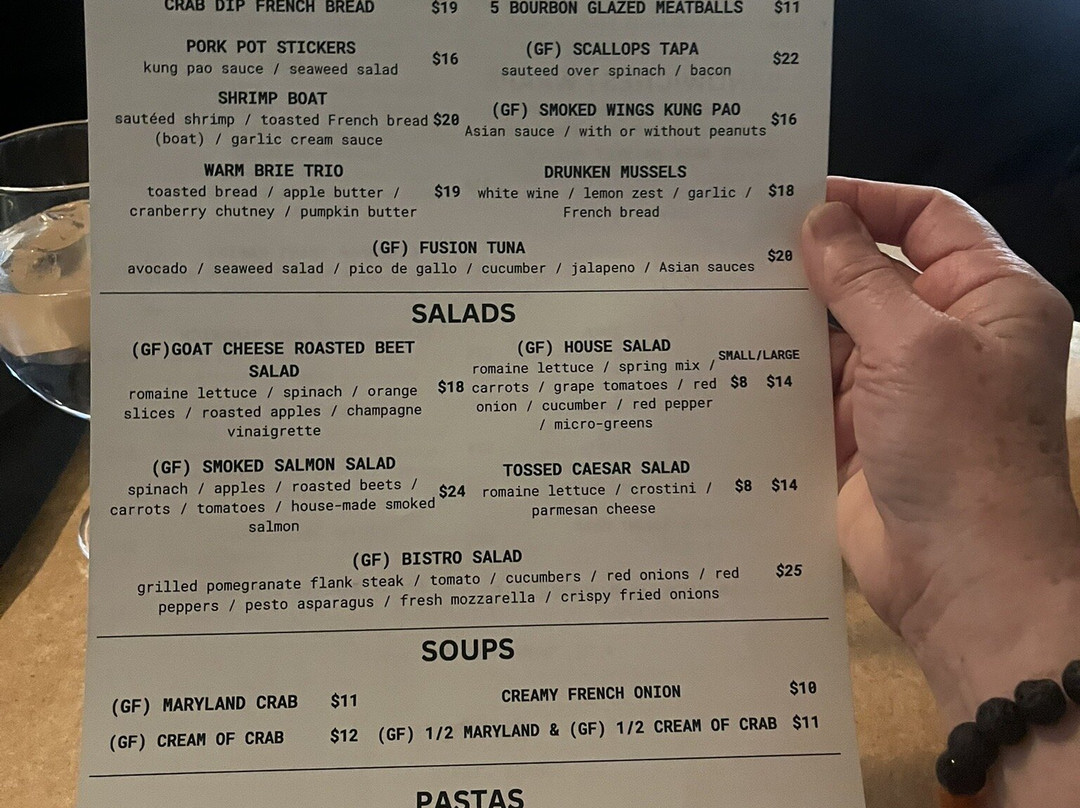 CRAB DIP FRENCH BREAD $19
5 BOURBON GLAZED MEATBALLS $11
PORK POT STICKERS
kung pao sauce / seaweed salad
$16
(GF) SCALLOPS TAPA
sauteed over spinach / bacon
$22
SHRIMP BOAT
sautéed shrimp / toasted French bread $20
(boat) / garlic cream sauce
(GF) SMOKED WINGS KUNG PAO
Asian sauce / with or without peanuts
$16
WARM BRIE TRIO
toasted bread / apple butter / $19
cranberry chutney / pumpkin butter
DRUNKEN MUSSELS
white wine / lemon zest / garlic / $18
French bread
(GF) FUSION TUNA
avocado / seaweed salad / pico de gallo / cucumber / jalapeno / Asian sauces
$20
SALADS
(GF)GOAT CHEESE ROASTED BEET
SALAD
romaine lettuce / spinach / orange $18
slices / roasted apples / champagne
vinaigrette
(GF) HOUSE SALAD
SMALL/LARGE
romaine lettuce / spring mix /
carrots / grape tomatoes / red $8 $14
onion / cucumber / red pepper
/ micro-greens
(GF) SMOKED SALMON SALAD
spinach / apples / roasted beets / $24
carrots / tomatoes / house-made smoked
salmon
TOSSED CAESAR SALAD
romaine lettuce / crostini / $8 $14
parmesan cheese
(GF) BISTRO SALAD
grilled pomegranate flank steak / tomato / cucumbers / red onions / red $25
peppers / pesto asparagus / fresh mozzarella / crispy fried onions
SOUPS
(GF) MARYLAND CRAB $11
CREAMY FRENCH ONION $10
(GF) CREAM OF CRAB $12
(GF) 1/2 MARYLAND & (GF) 1/2 CREAM OF CRAB $11
PASTAS